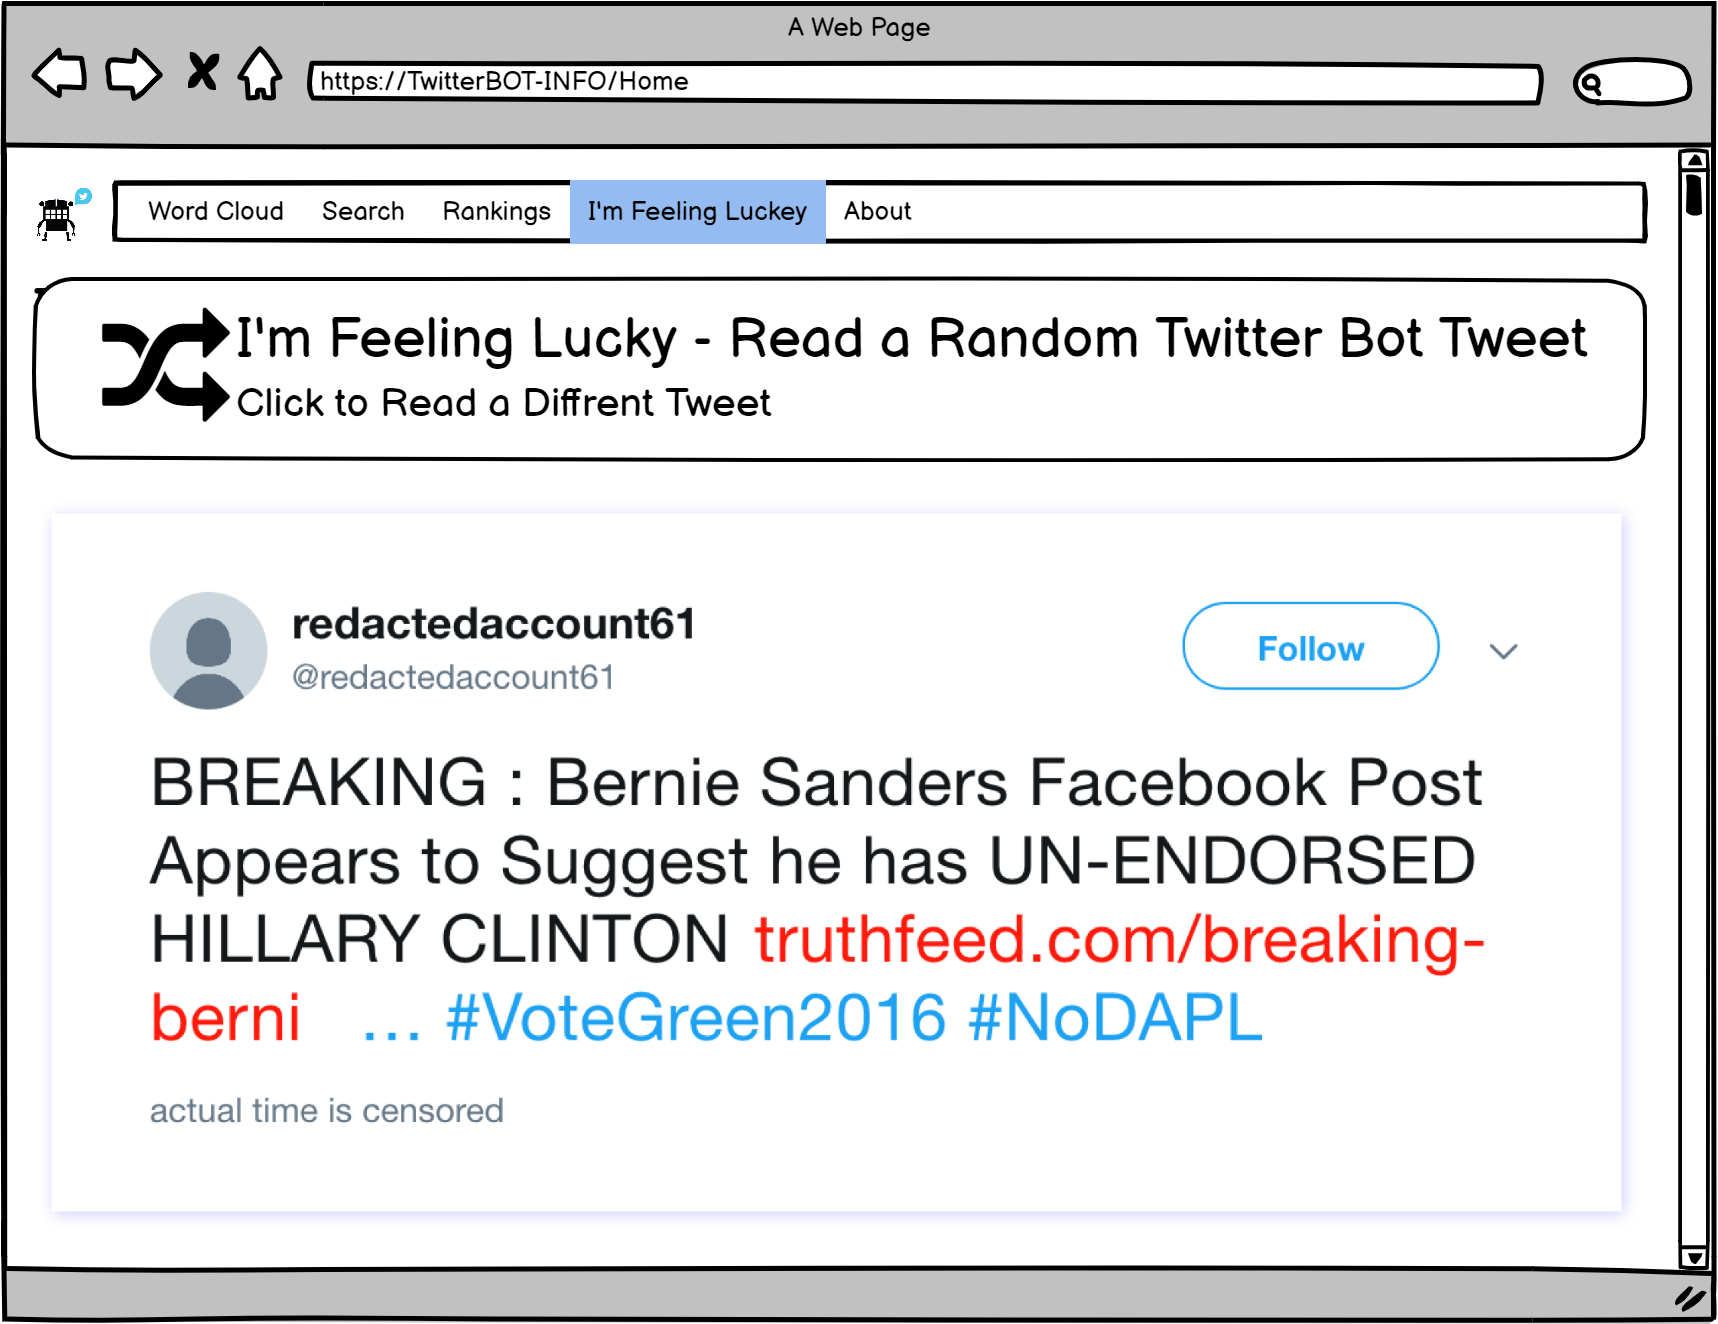 A Web Page
https://TwitterBOT-INFO/Home
Word Cloud Search Rankings I'm Feeling Luckey About
I'm Feeling Lucky - Read a Random Twitter Bot Tweet
Click to Read a Diffrent Tweet
redactedaccount61
@redactedaccount61
Follow
BREAKING : Bernie Sanders Facebook Post
Appears to Suggest he has UN-ENDORSED
HILLARY CLINTON truthfeed.com/breaking-
berni ... #VoteGreen2016 #NoDAPL
actual time is censored